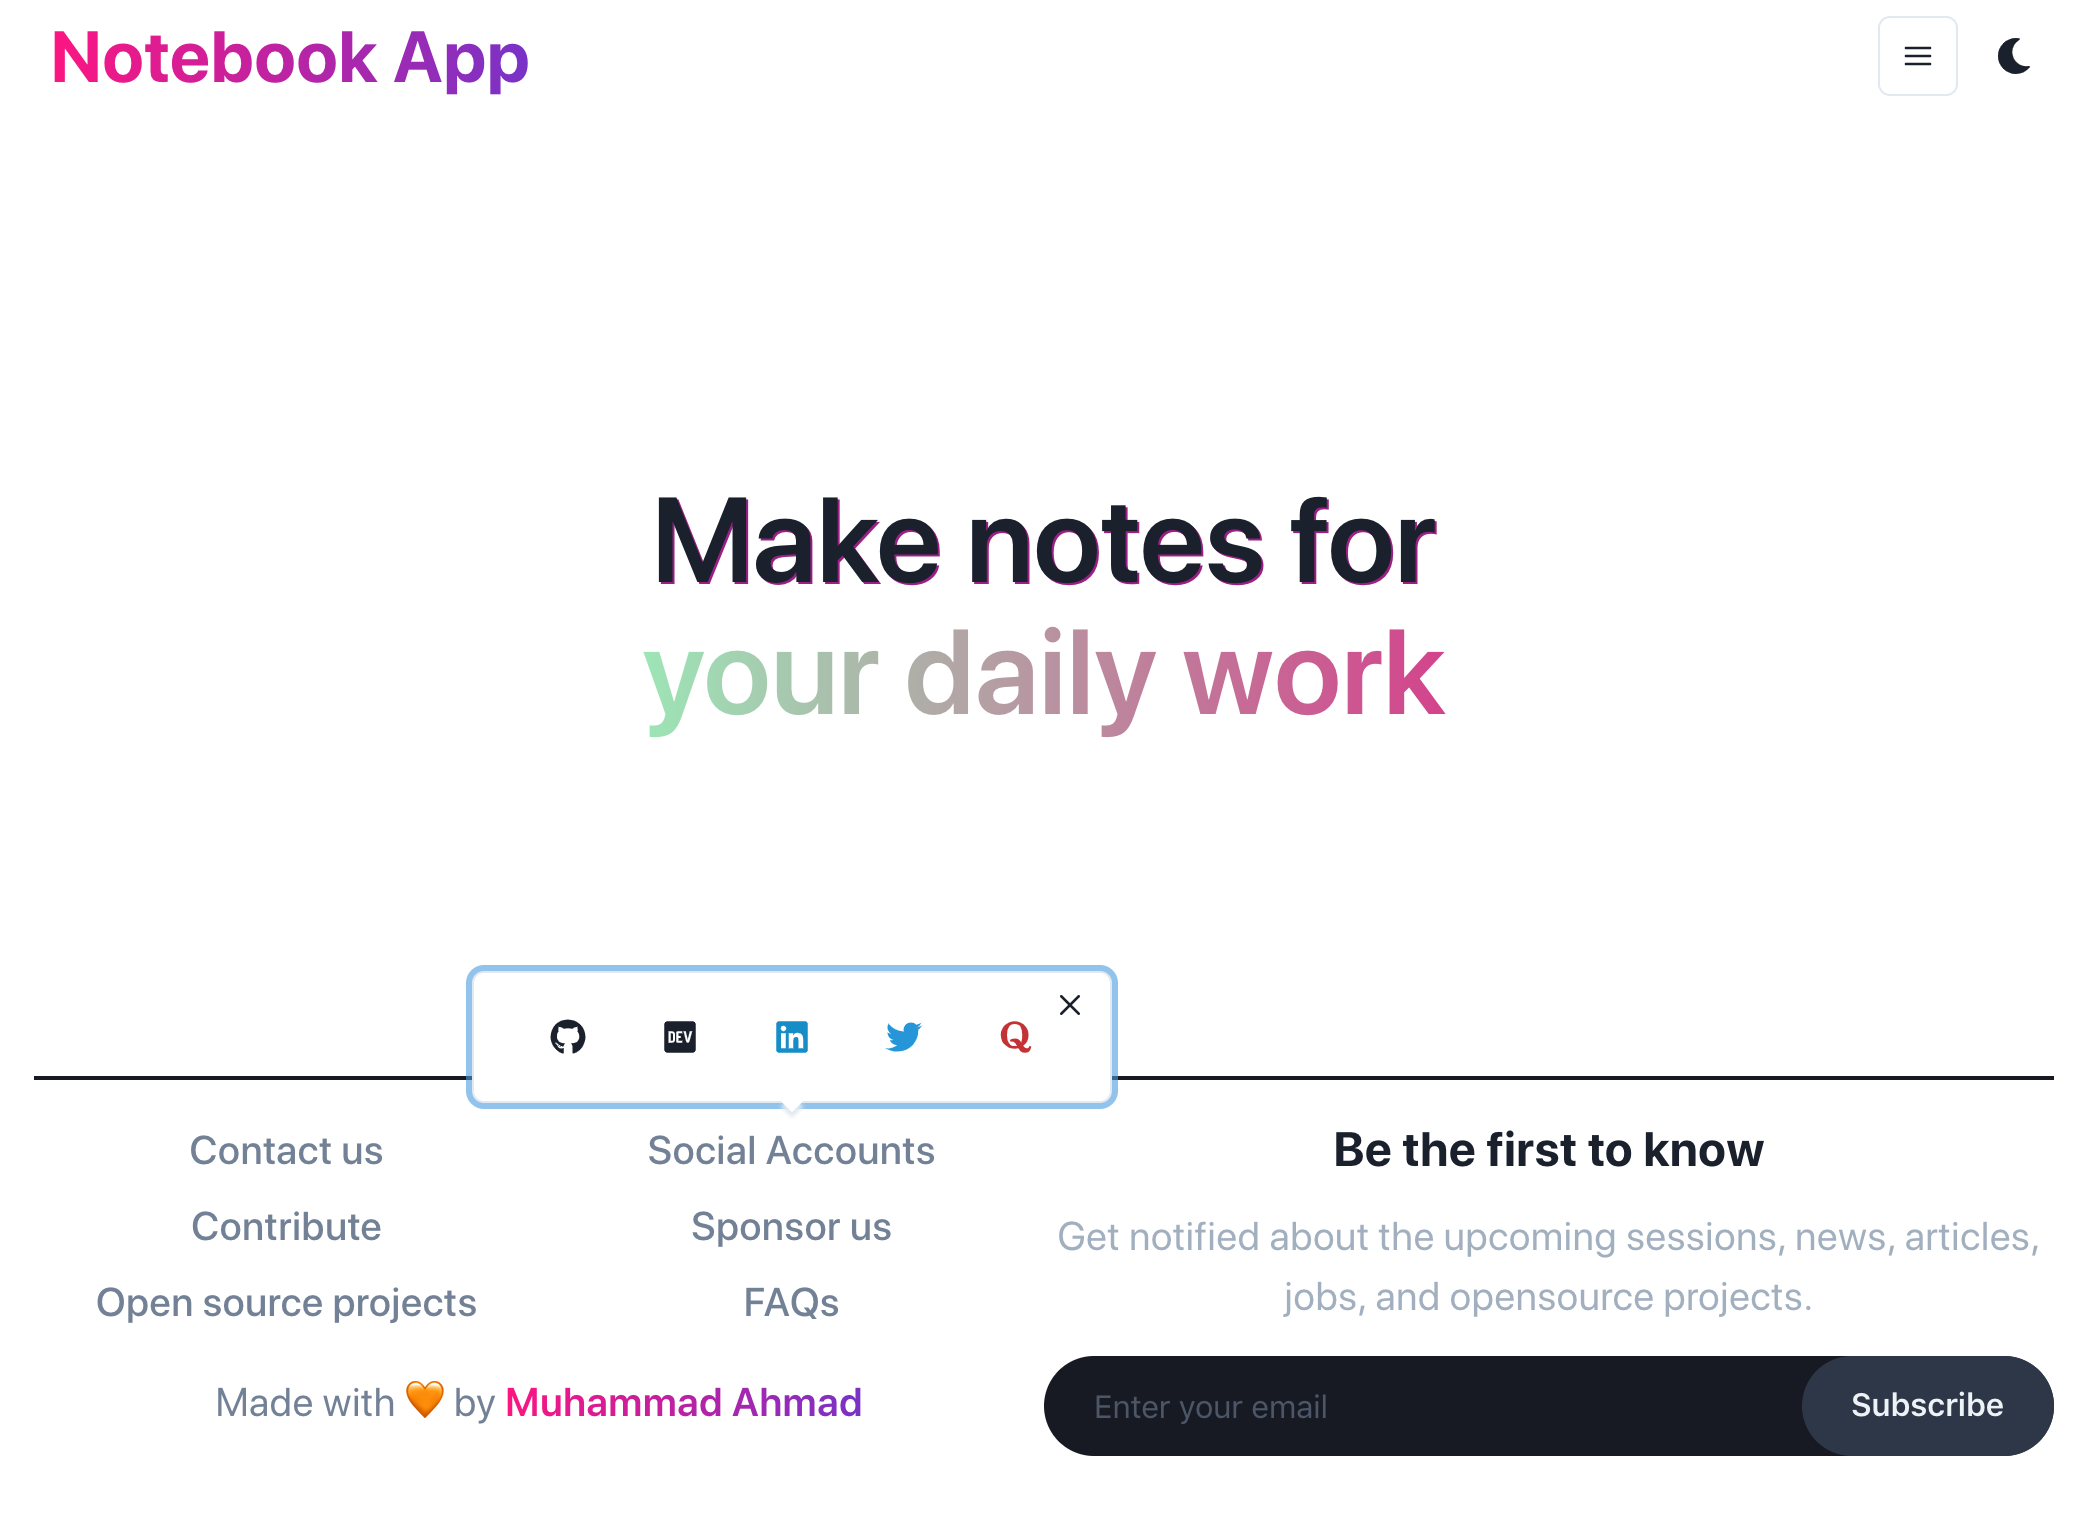 Notebook App
Make notes for
your daily work
DEV
in
Q
Contact us
Social Accounts
Contribute
Sponsor us
Open source projects
FAQs
Made with 🧡 by Muhammad Ahmad
Be the first to know
Get notified about the upcoming sessions, news, articles,
jobs, and opensource projects.
Enter your email
Subscribe